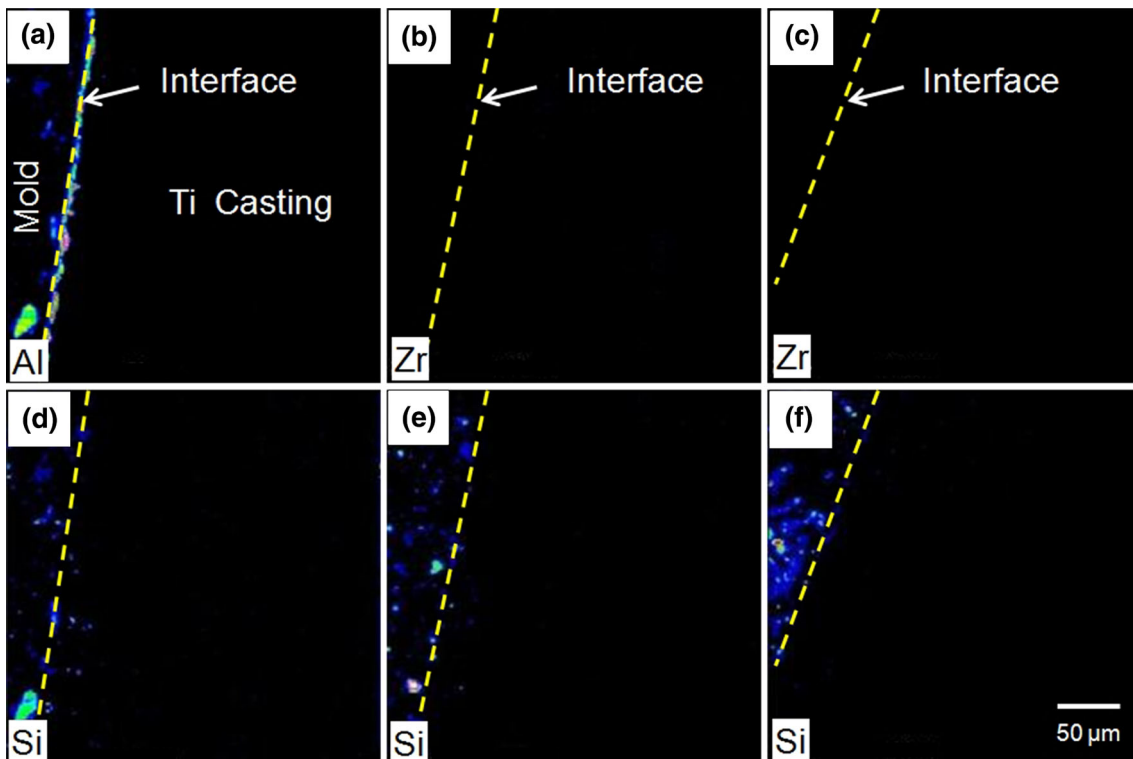 (a)
Interface
Mold
Ti Casting
Al
(b)
Interface
Zr
(c)
Interface
Zr
(d)
Si
(e)
Si
(f)
Si
50 µm